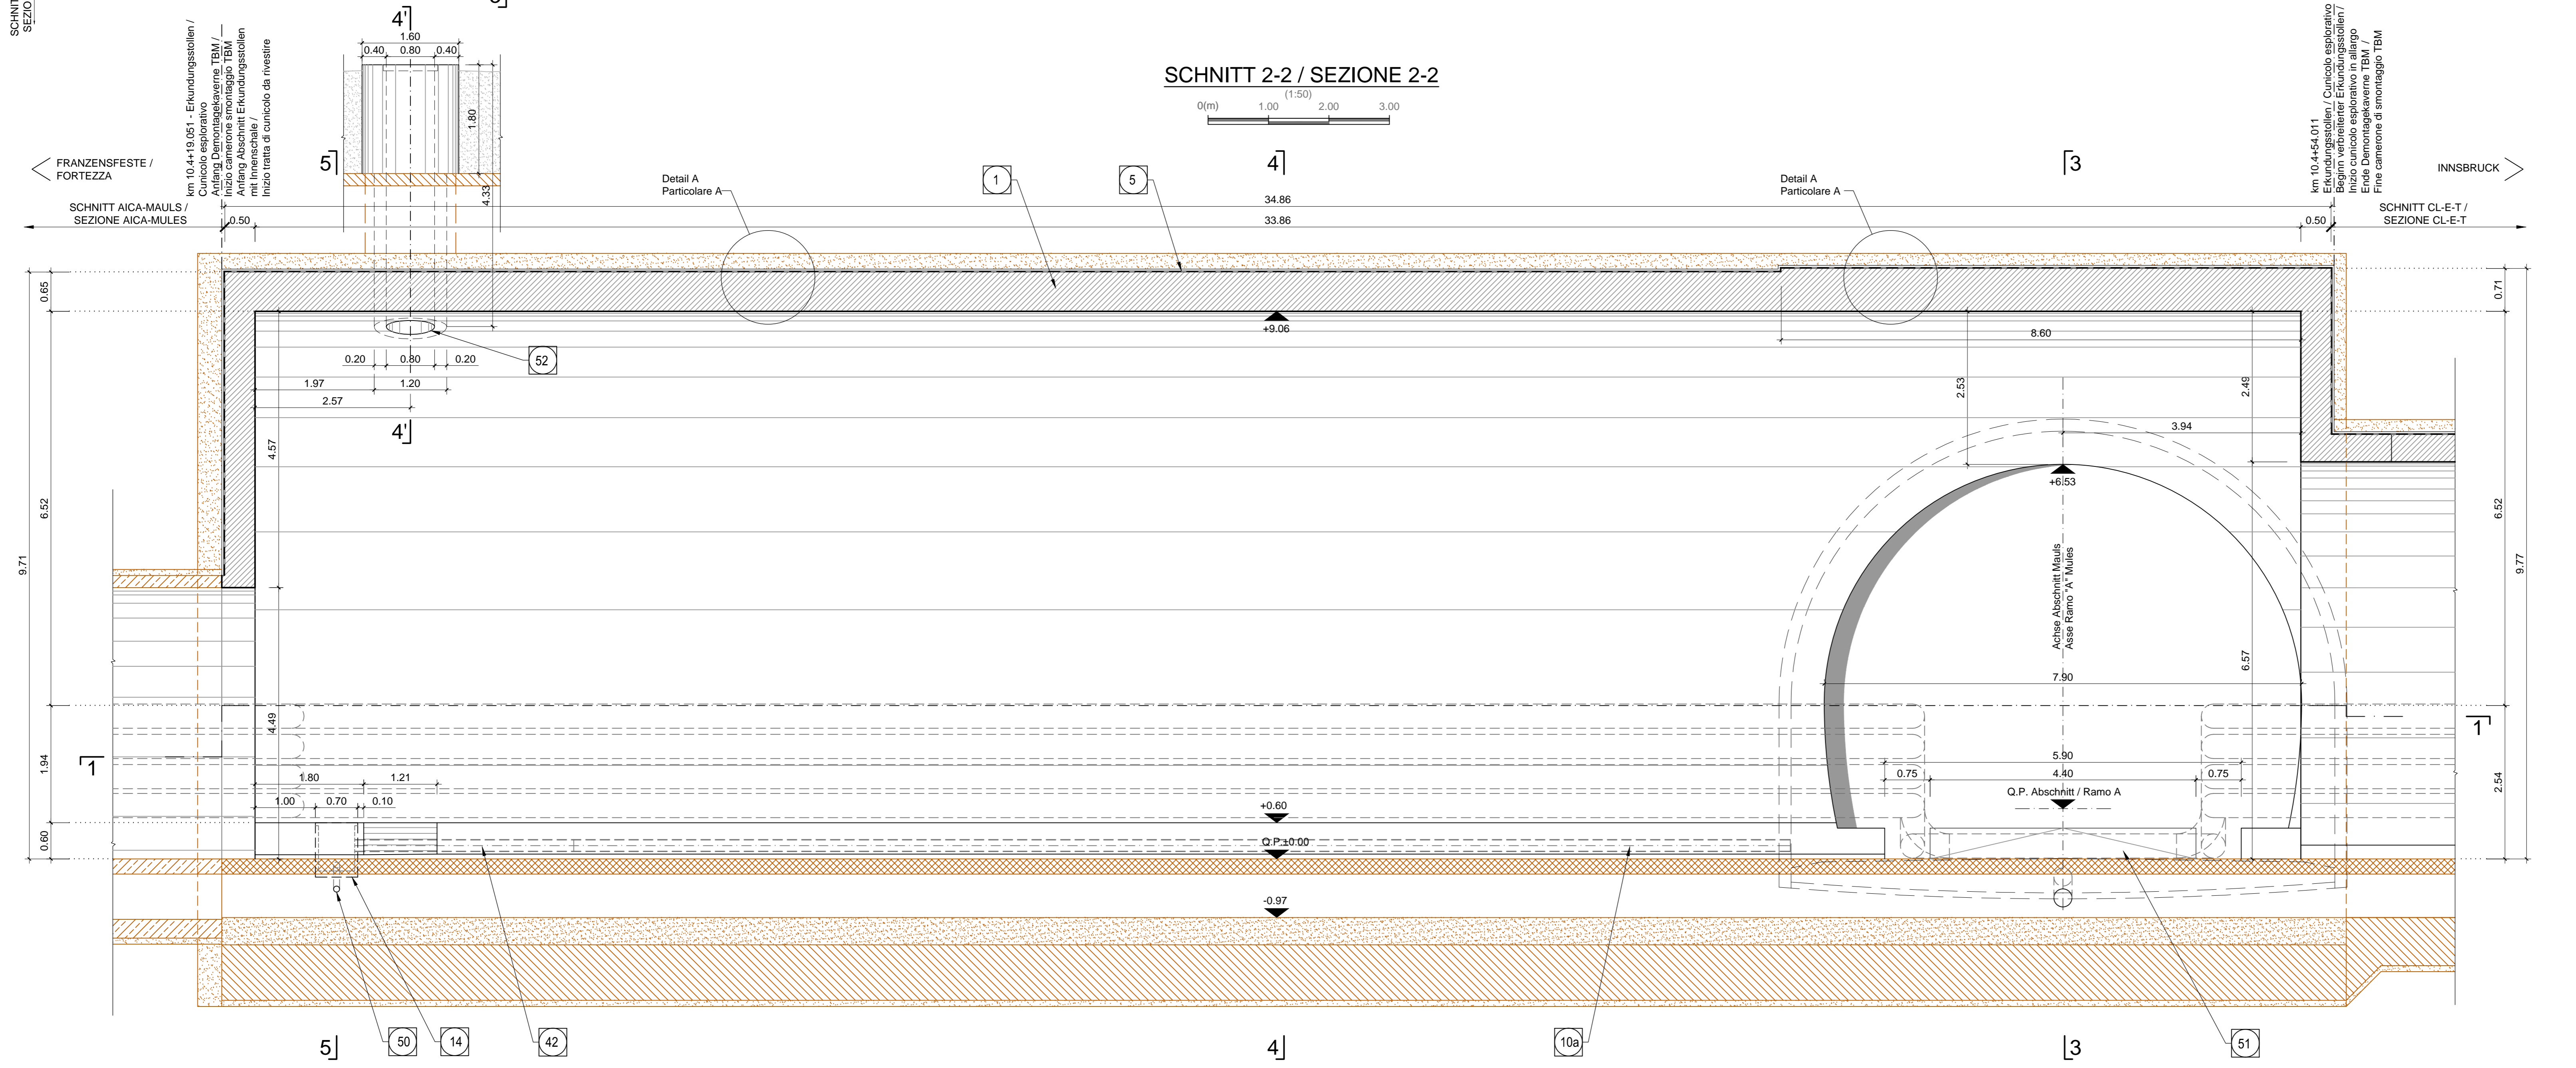 SCHNITT 2-2 / SEZIONE 2-2
(1:50)
0(m) 1.00 2.00 3.00
4'
1.60
0.40 0.80 0.40
1.80
4.33
km 10.4+19.051 - Erkundungsstollen /
Cunicolo esplorativo
Anfang Demontagekaverne TBM /
Inizio camerone smontaggio TBM
Anfang Abschnitt Erkundungsstollen
mit Innenschale /
Inizio tratta di cunicolo da rivestire
km 10.4+54.011
Erkundungsstollen / Cunicolo esplorativo
Beginn verbreiterter Erkundungsstollen /
Inizio cunicolo esplorativo in allargo
Ende Demontagekaverne TBM /
Fine camerone di smontaggio TBM
FRANZENSFESTE /
FORTEZZA
INNSBRUCK
5
4
3
1
5
Detail A
Particolare A
Detail A
Particolare A
SCHNITT AICA-MAULS /
SEZIONE AICA-MULES
SCHNITT CL-E-T /
SEZIONE CL-E-T
34.86
0.50
33.86
0.50
0.65
0.71
+9.06
8.60
52
0.20 0.80 0.20
1.97 1.20
2.57
4'
2.53
2.49
3.94
4.57
+6.53
6.52
6.52
9.71
9.77
Achse Abschnitt Mauls
Asse Ramo "A" Mules
6.57
7.90
4.49
1
1
1.94
2.54
1.80 1.21
1.00 0.70 0.10
5.90
0.75 4.40 0.75
Q.P. Abschnitt / Ramo A
+0.60
0.60
Q.P.±0.00
-0.97
5
50
14
42
4
10a
3
51